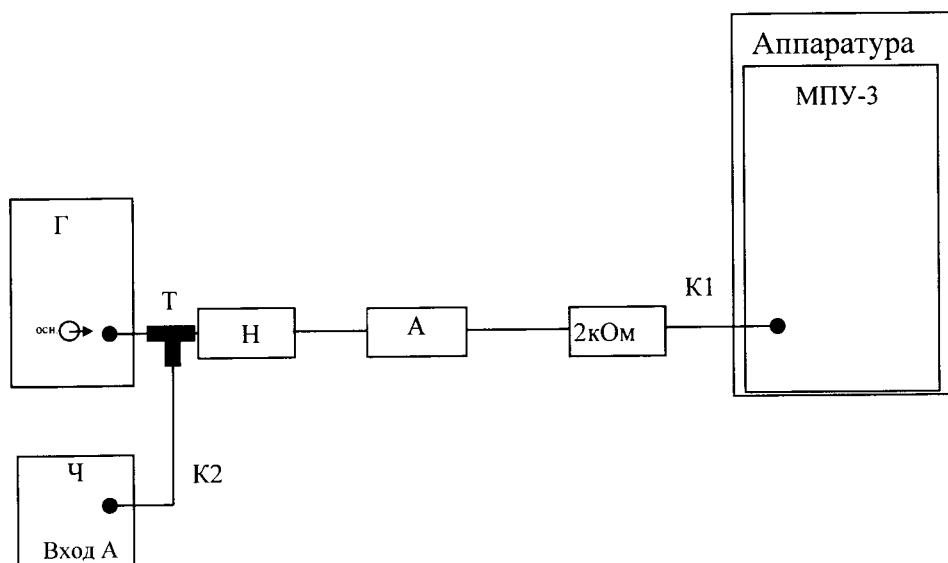 Аппаратура
МПУ-3
Г
осн.
Т
Н
А
2кОм
К1
Ч
К2
Вход А